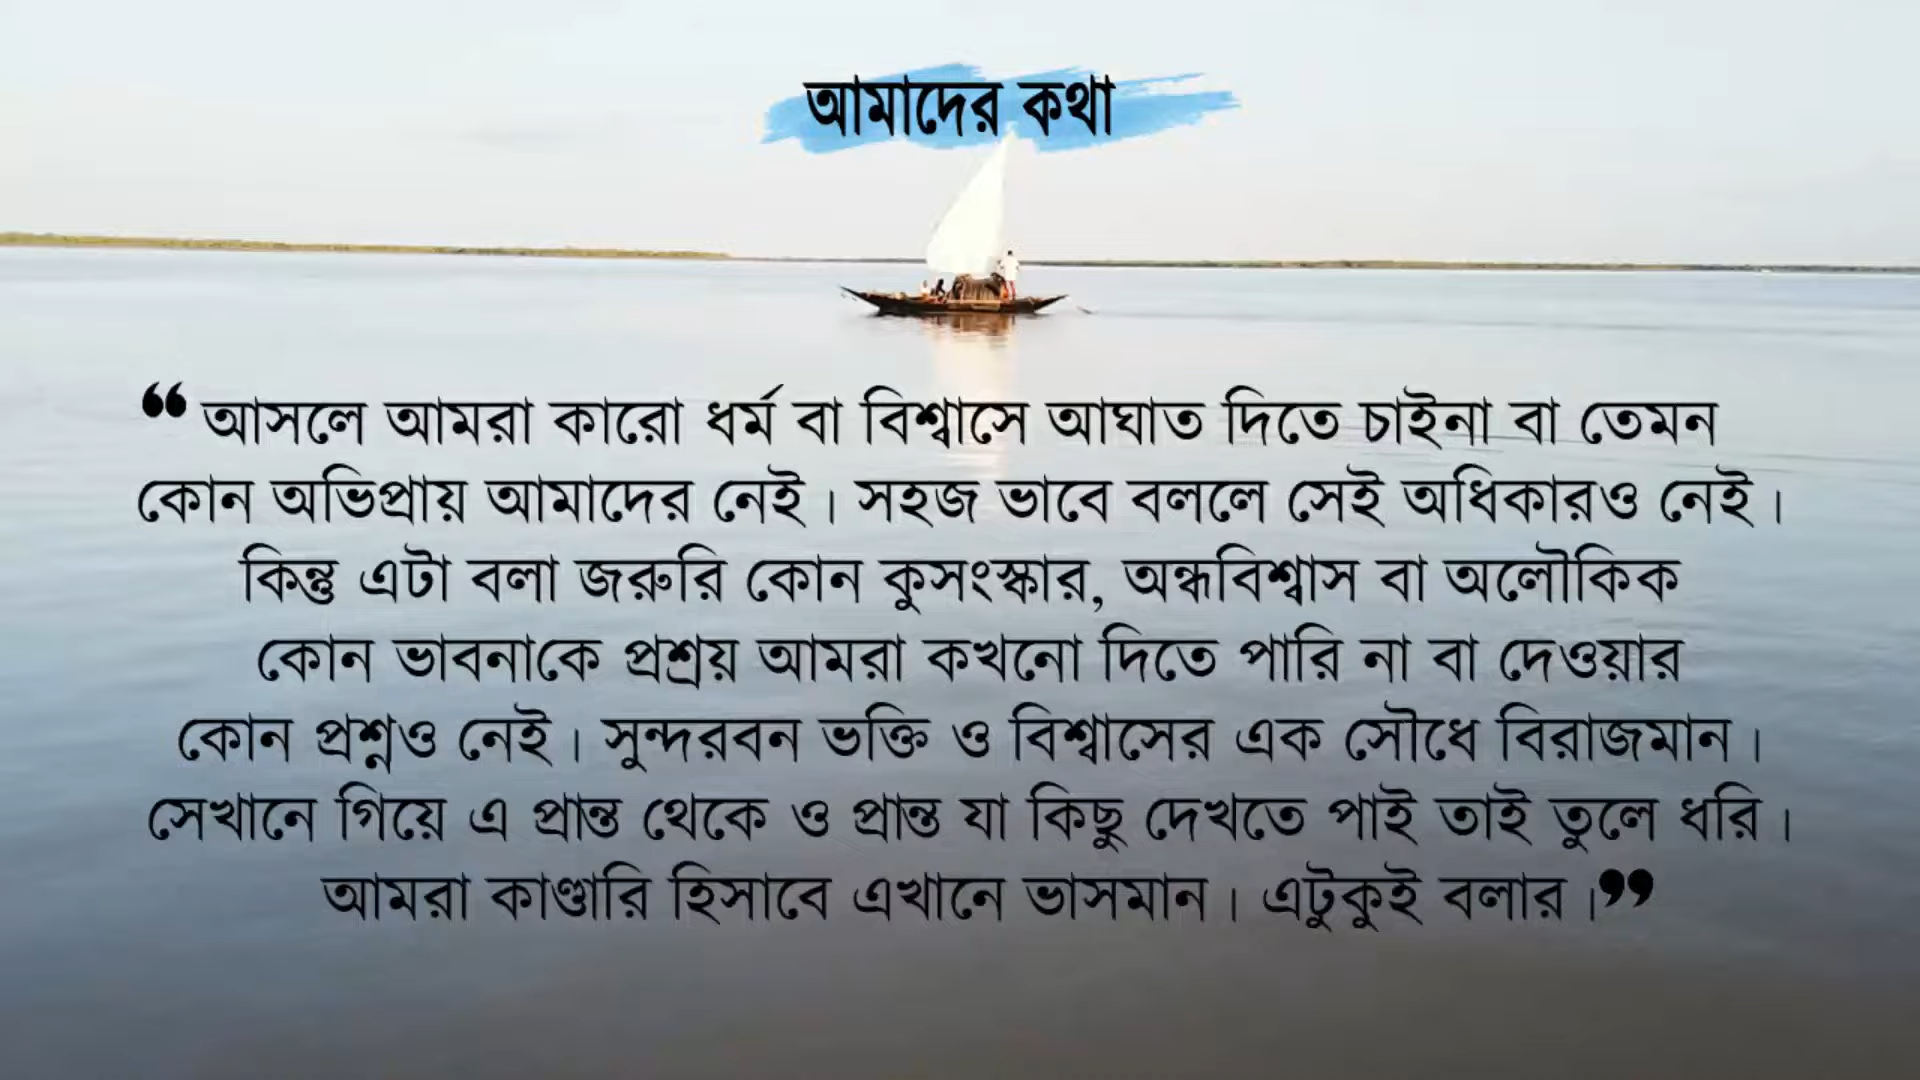 আমাদের কথা
❝ আসলে আমরা কারো ধর্ম বা বিশ্বাসে আঘাত দিতে চাইনা বা তেমন
কোন অভিপ্রায় আমাদের নেই। সহজ ভাবে বললে সেই অধিকারও নেই।
কিন্তু এটা বলা জরুরি কোন কুসংস্কার, অন্ধবিশ্বাস বা অলৌকিক
কোন ভাবনাকে প্রশ্রয় আমরা কখনো দিতে পারি না বা দেওয়ার
কোন প্রশ্নও নেই। সুন্দরবন ভক্তি ও বিশ্বাসের এক সৌধে বিরাজমান।
সেখানে গিয়ে এ প্রান্ত থেকে ও প্রান্ত যা কিছু দেখতে পাই তাই তুলে ধরি।
আমরা কাণ্ডারি হিসাবে এখানে ভাসমান। এটুকুই বলার।❞